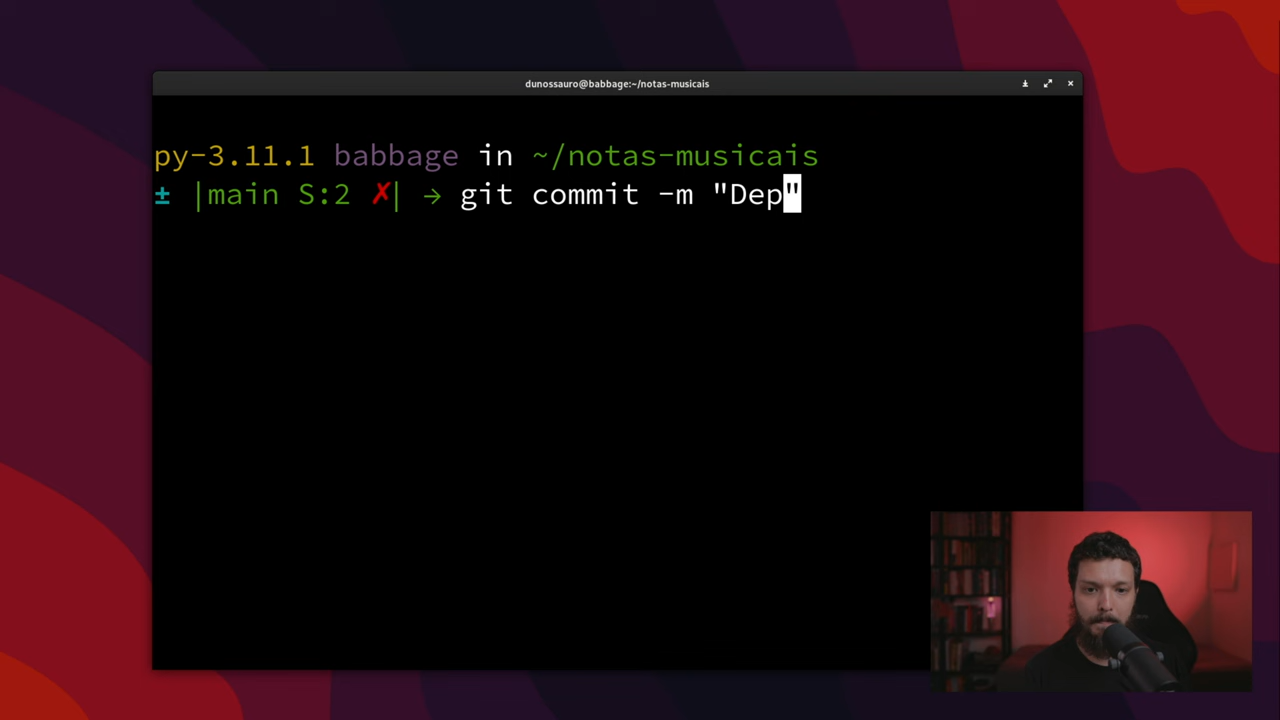 dunossauro@babbage:~/notas-musicais
py-3.11.1 babbage in ~/notas-musicais
± |main S:2 ✗| → git commit -m "Dep"